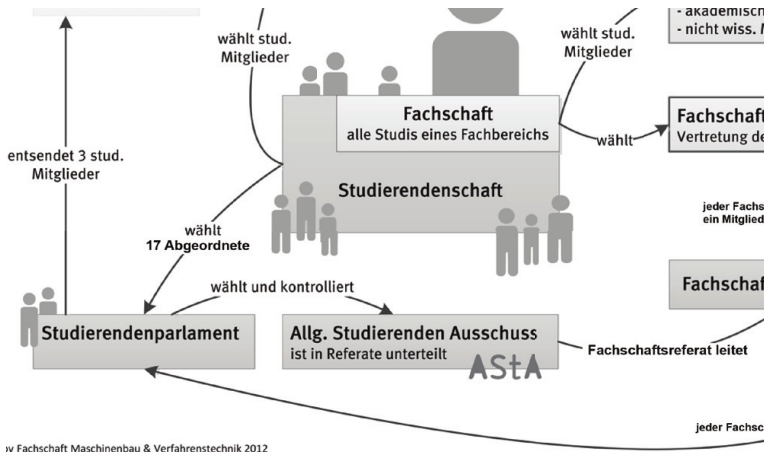 - akademisch
- nicht wiss.
wählt stud.
Mitglieder
wählt stud.
Mitglieder
Fachschaft
alle Studis eines Fachbereichs
wählt
Fachschaft
Vertretung de
entsendet 3 stud.
Mitglieder
Studierendenschaft
wählt
17 Abgeordnete
jeder Fachs
ein Mitglied
wählt und kontrolliert
Fachschaf
Studierendenparlament
Allg. Studierenden Ausschuss
ist in Referate unterteilt
AStA
Fachschaftsreferat leitet
jeder Fachsc
by Fachschaft Maschinenbau & Verfahrenstechnik 2012